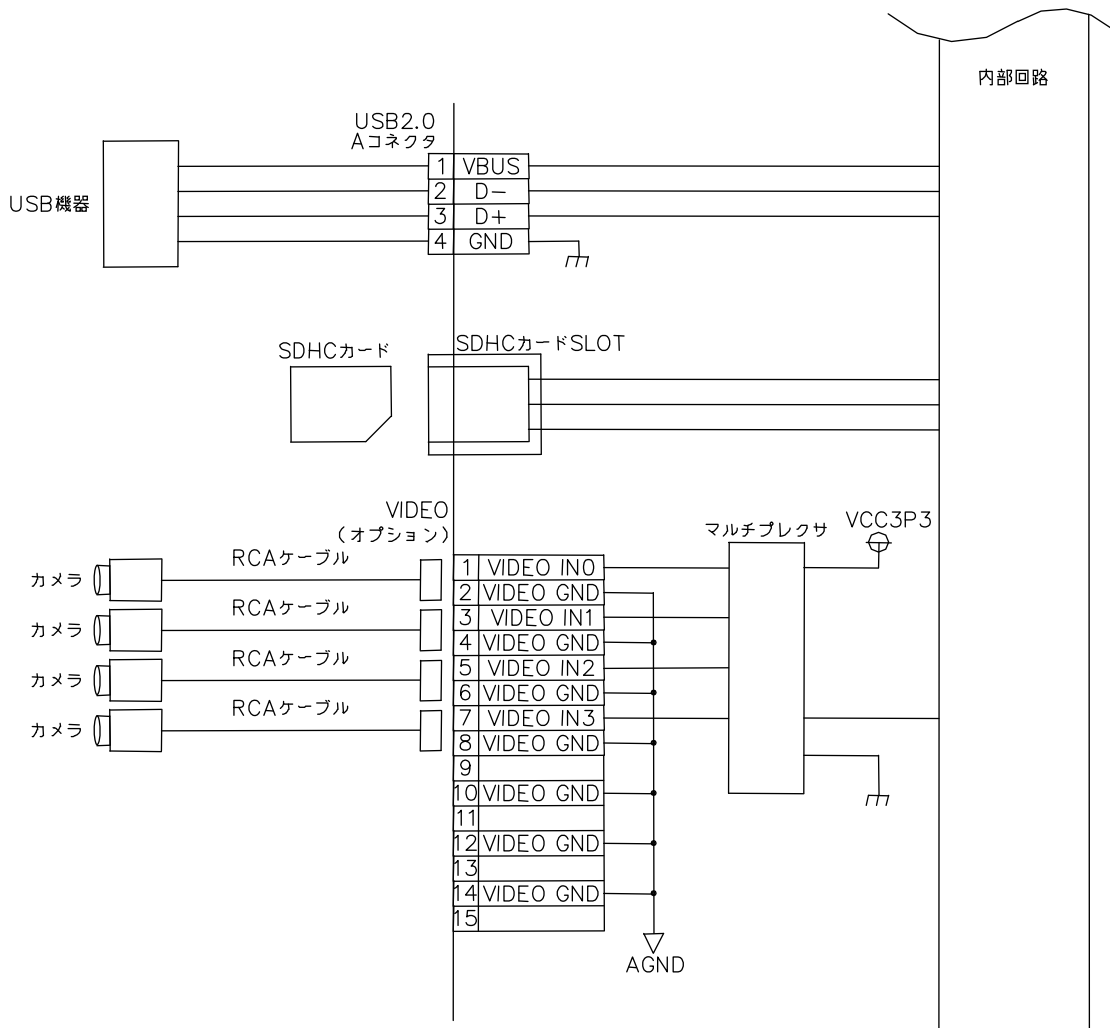 内部回路
USB2.0
Aコネクタ
USB機器
1 VBUS
2 D−
3 D+
4 GND
SDHCカード
SDHCカードSLOT
VIDEO
(オプション)
マルチプレクサ
VCC3P3
カメラ
RCAケーブル
カメラ
RCAケーブル
カメラ
RCAケーブル
カメラ
RCAケーブル
1 VIDEO IN0
2 VIDEO GND
3 VIDEO IN1
4 VIDEO GND
5 VIDEO IN2
6 VIDEO GND
7 VIDEO IN3
8 VIDEO GND
9
10 VIDEO GND
11
12 VIDEO GND
13
14 VIDEO GND
15
AGND